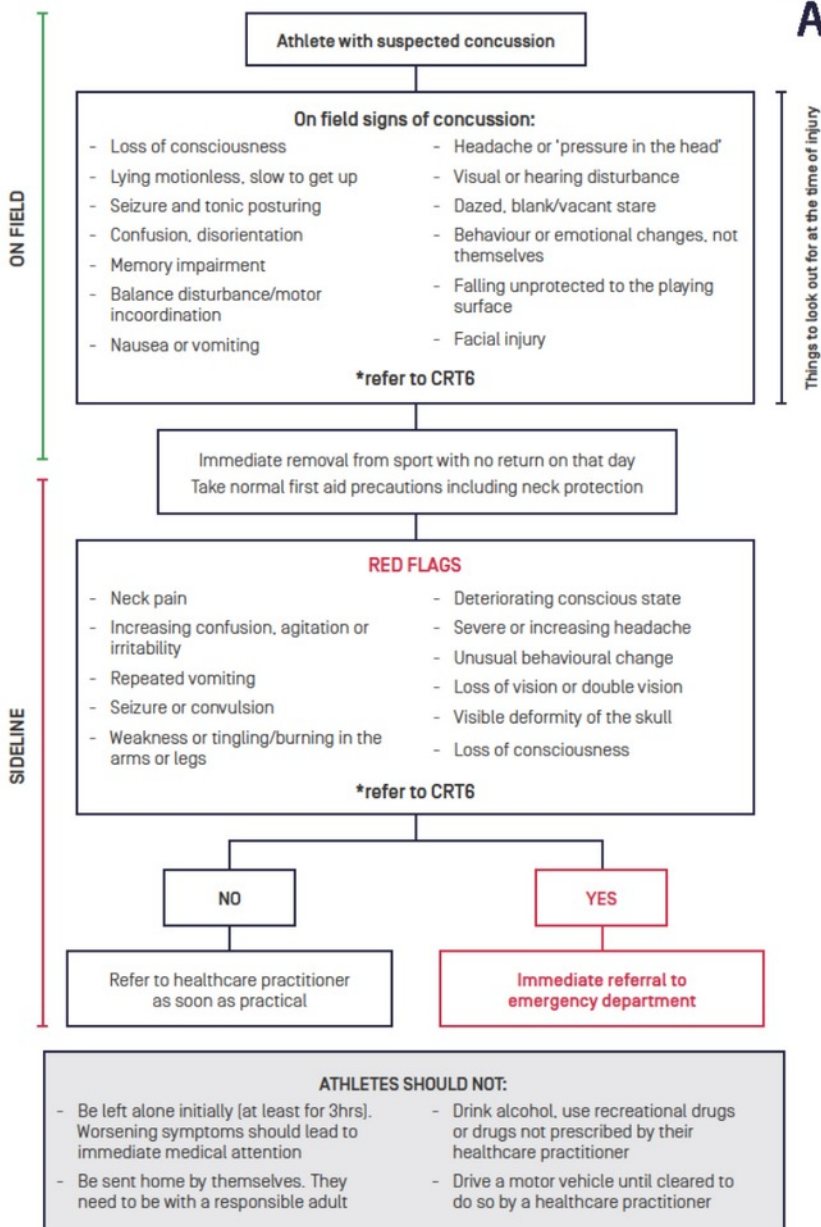 A
Athlete with suspected concussion
ON FIELD
On field signs of concussion:
- Loss of consciousness
- Lying motionless, slow to get up
- Seizure and tonic posturing
- Confusion, disorientation
- Memory impairment
- Balance disturbance/motor
incoordination
- Nausea or vomiting
- Headache or 'pressure in the head'
- Visual or hearing disturbance
- Dazed, blank/vacant stare
- Behaviour or emotional changes, not
themselves
- Falling unprotected to the playing
surface
- Facial injury
*refer to CRT6
Things to look out for at the time of injury
Immediate removal from sport with no return on that day
Take normal first aid precautions including neck protection
SIDELINE
RED FLAGS
- Neck pain
- Increasing confusion, agitation or
irritability
- Repeated vomiting
- Seizure or convulsion
- Weakness or tingling/burning in the
arms or legs
- Deteriorating conscious state
- Severe or increasing headache
- Unusual behavioural change
- Loss of vision or double vision
- Visible deformity of the skull
- Loss of consciousness
*refer to CRT6
NO
YES
Refer to healthcare practitioner
as soon as practical
Immediate referral to
emergency department
ATHLETES SHOULD NOT:
- Be left alone initially (at least for 3hrs).
Worsening symptoms should lead to
immediate medical attention
- Be sent home by themselves. They
need to be with a responsible adult
- Drink alcohol, use recreational drugs
or drugs not prescribed by their
healthcare practitioner
- Drive a motor vehicle until cleared to
do so by a healthcare practitioner